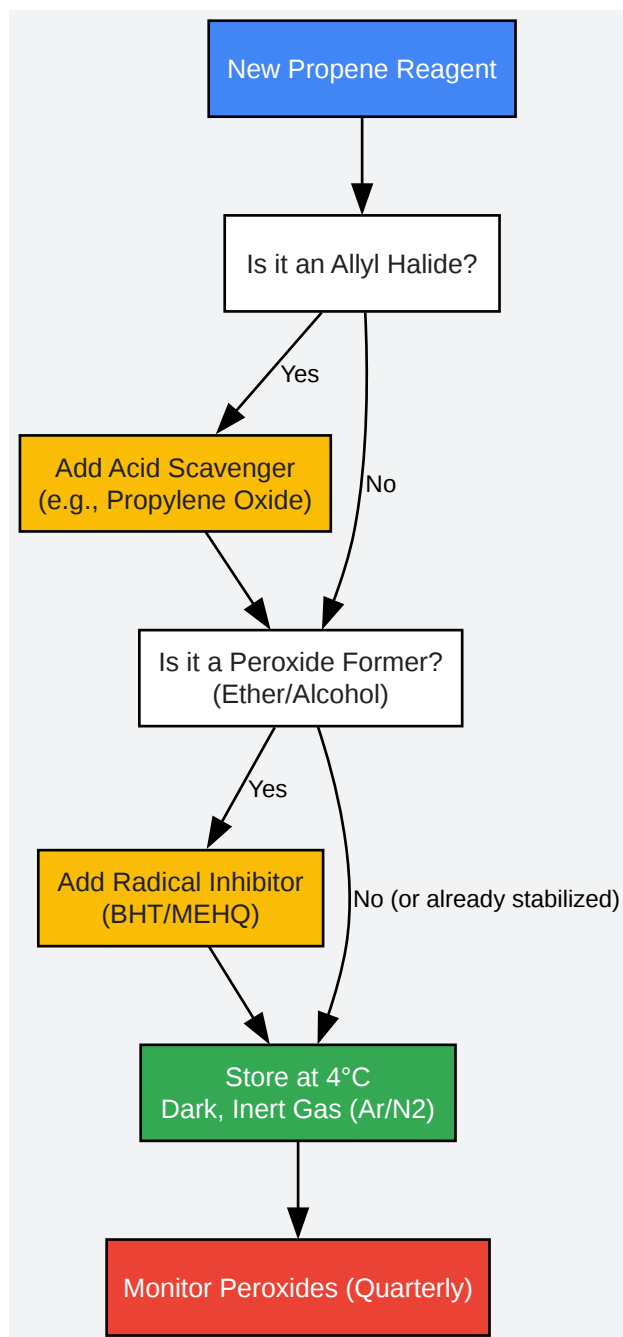 New Propene Reagent
Is it an Allyl Halide?
Yes
Add Acid Scavenger
(e.g., Propylene Oxide)
No
Is it a Peroxide Former?
(Ether/Alcohol)
Yes
Add Radical Inhibitor
(BHT/MEHQ)
No (or already stabilized)
Store at 4°C
Dark, Inert Gas (Ar/N2)
Monitor Peroxides (Quarterly)